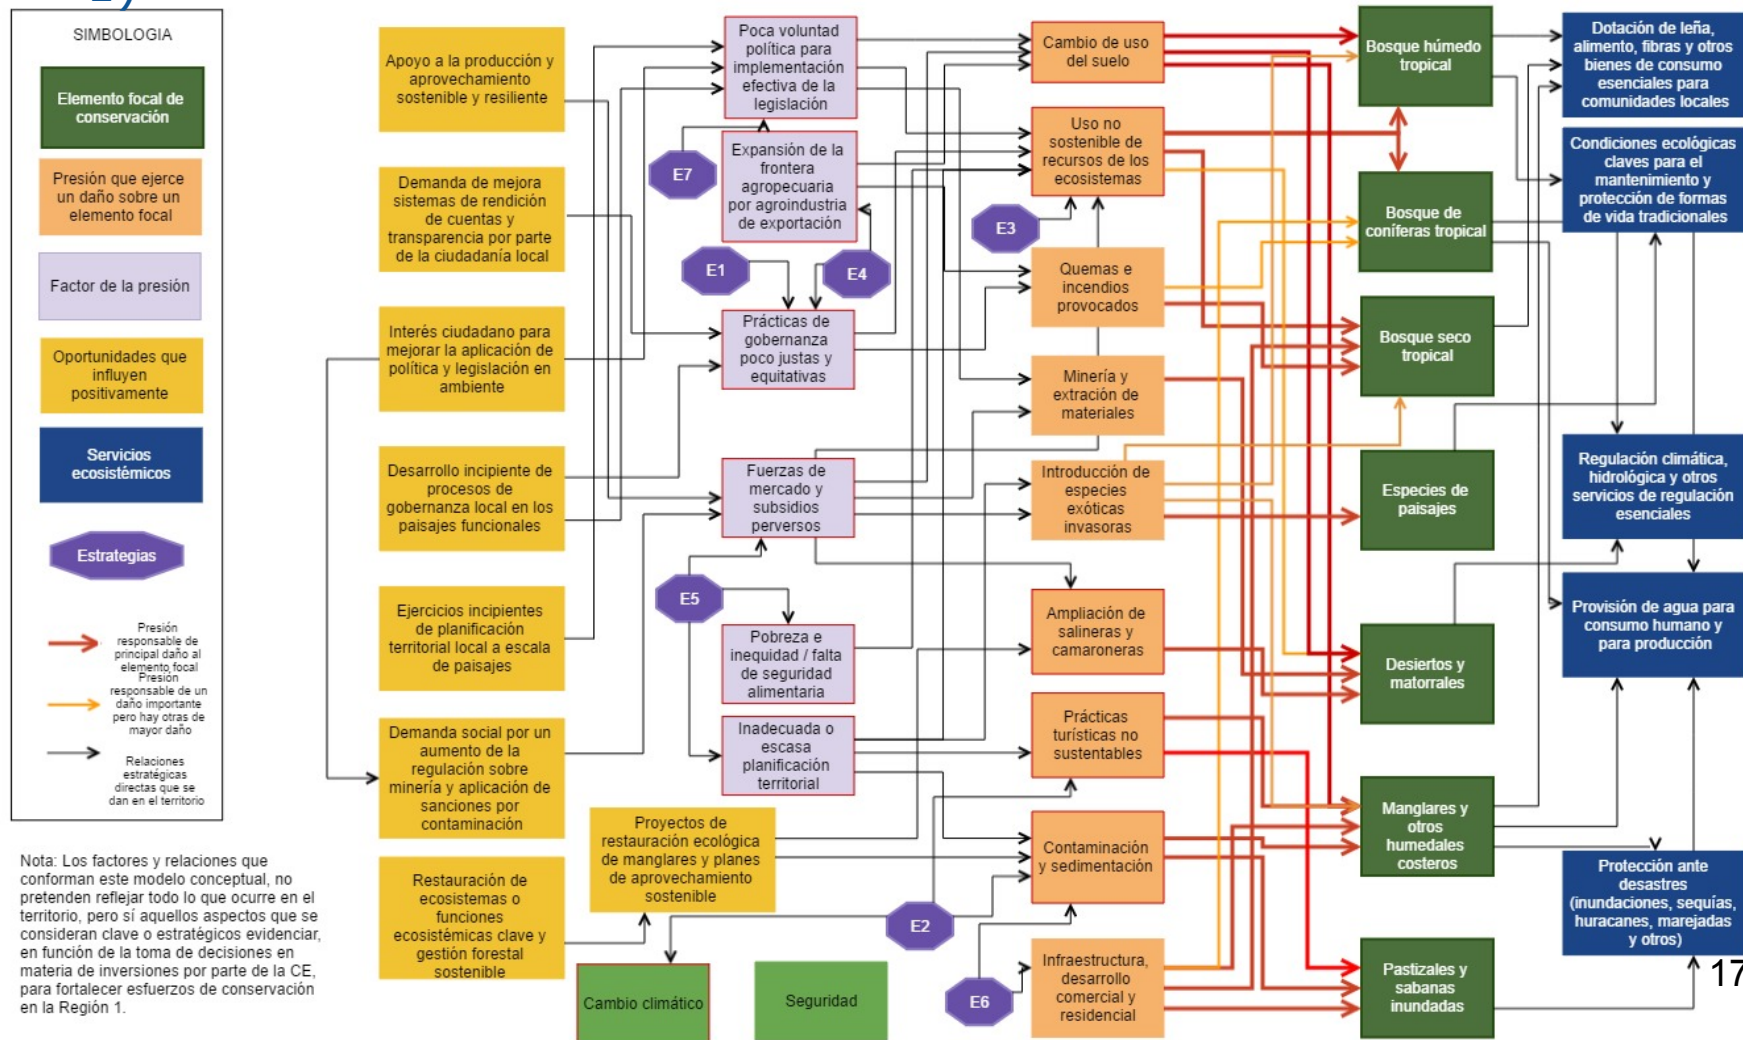 SIMBOLOGIA
Elemento focal de
conservación
Presión que ejerce
un daño sobre un
elemento focal
Factor de la presión
Oportunidades que
influyen
positivamente
Servicios
ecosistémicos
Estrategias
Presión
responsable de
principal daño al
elemento focal
Presión
responsable de un
daño importante
pero hay otras de
mayor daño
Relaciones
estratégicas
directas que se
dan en el territorio
Nota: Los factores y relaciones que
conforman este modelo conceptual, no
pretenden reflejar todo lo que ocurre en el
territorio, pero sí aquellos aspectos que se
consideran clave o estratégicos evidenciar,
en función de la toma de decisiones en
materia de inversiones por parte de la CE,
para fortalecer esfuerzos de conservación
en la Región 1.
Apoyo a la producción y
aprovechamiento
sostenible y resiliente
Demanda de mejora
sistemas de rendición
de cuentas y
transparencia por parte
de la ciudadanía local
Interés ciudadano para
mejorar la aplicación de
política y legislación en
ambiente
Desarrollo incipiente de
procesos de
gobernanza local en los
paisajes funcionales
Ejercicios incipientes
de planificación
territorial local a escala
de paisajes
Demanda social por un
aumento de la
regulación sobre
minería y aplicación de
sanciones por
contaminación
Restauración de
ecosistemas o
funciones
ecosistémicas clave y
gestión forestal
sostenible
Proyectos de
restauración ecológica
de manglares y planes
de aprovechamiento
sostenible
Cambio climático
Seguridad
Poca voluntad
política para
implementación
efectiva de la
legislación
E7
Expansión de la
frontera
agropecuaria
por agroindustria
de exportación
E1
E4
Prácticas de
gobernanza
poco justas y
equitativas
Fuerzas de
mercado y
subsidios
perversos
E5
Pobreza e
inequidad / falta
de seguridad
alimentaria
Inadecuada o
escasa
planificación
territorial
E2
E6
Cambio de uso
del suelo
Uso no
sostenible de
recursos de los
ecosistemas
E3
Quemas e
incendios
provocados
Minería y
extración de
materiales
Introducción de
especies
exóticas
invasoras
Ampliación de
salineras y
camaroneras
Prácticas
turísticas no
sustentables
Contaminación
y sedimentación
Infraestructura,
desarrollo
comercial y
residencial
Bosque húmedo
tropical
Bosque de
coníferas tropical
Bosque seco
tropical
Especies de
paisajes
Desiertos y
matorrales
Manglares y
otros
humedales
costeros
Pastizales y
sabanas
inundadas
Dotación de leña,
alimento, fibras y otros
bienes de consumo
esenciales para
comunidades locales
Condiciones ecológicas
claves para el
mantenimiento y
protección de formas
de vida tradicionales
Regulación climática,
hidrológica y otros
servicios de regulación
esenciales
Provisión de agua para
consumo humano y
para producción
Protección ante
desastres
(inundaciones, sequías,
huracanes, marejadas
y otros)
17